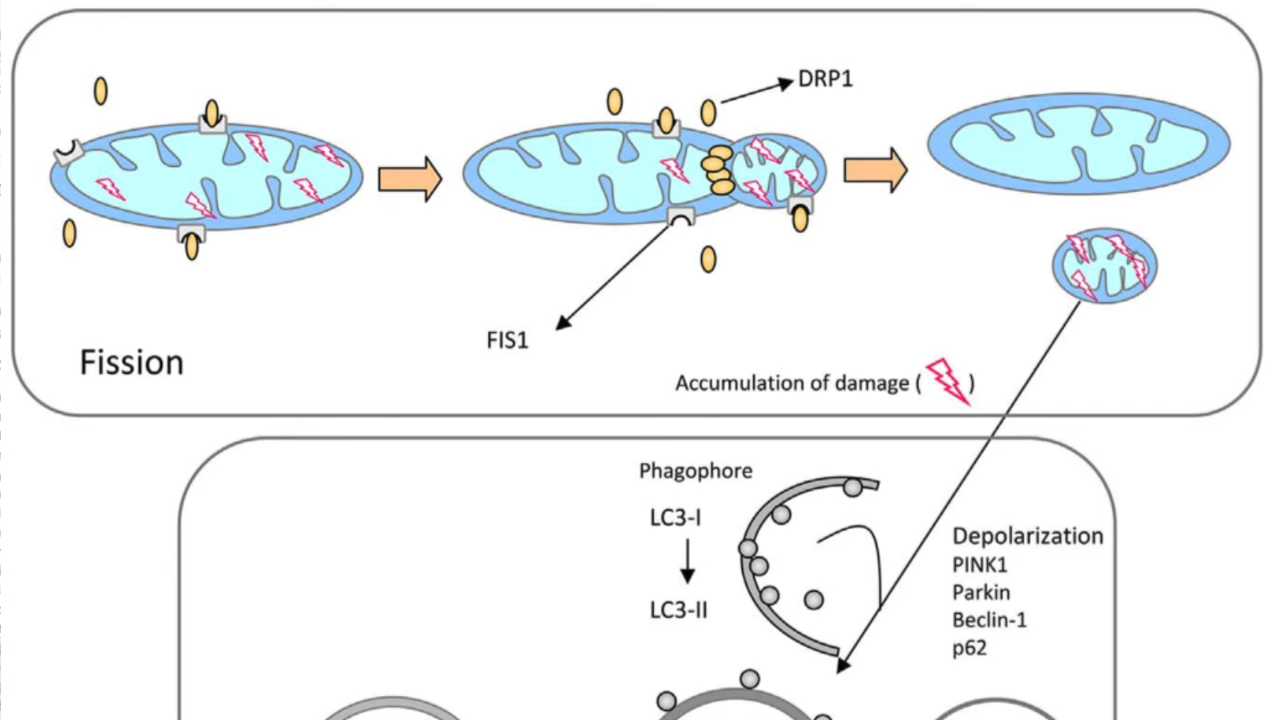 DRP1
FIS1
Fission
Accumulation of damage ( )
Phagophore
LC3-I
LC3-II
Depolarization
PINK1
Parkin
Beclin-1
p62